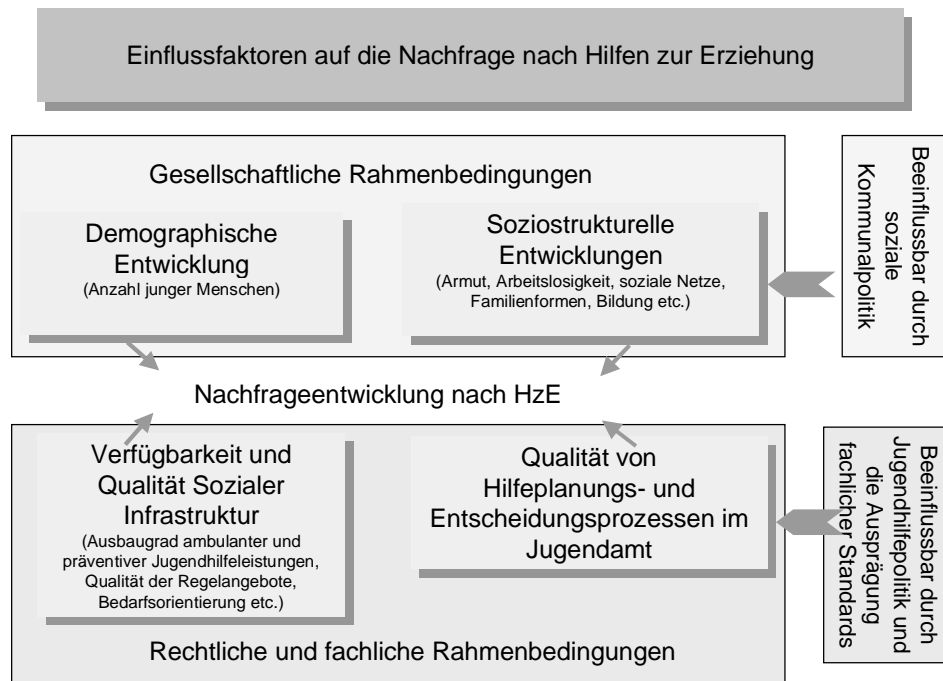 Einflussfaktoren auf die Nachfrage nach Hilfen zur Erziehung
Gesellschaftliche Rahmenbedingungen
Demographische
Entwicklung
(Anzahl junger Menschen)
Soziostrukturelle
Entwicklungen
(Armut, Arbeitslosigkeit, soziale Netze,
Familienformen, Bildung etc.)
Beeinflussbar durch
soziale
Kommunalpolitik
Nachfrageentwicklung nach HzE
Verfügbarkeit und
Qualität Sozialer
Infrastruktur
(Ausbaugrad ambulanter und
präventiver Jugendhilfeleistungen,
Qualität der Regelangebote,
Bedarfsorientierung etc.)
Qualität von
Hilfeplanungs- und
Entscheidungsprozessen im
Jugendamt
Beeinflussbar durch
Jugendhilfepolitik und
die Ausprägung
fachlicher Standards
Rechtliche und fachliche Rahmenbedingungen